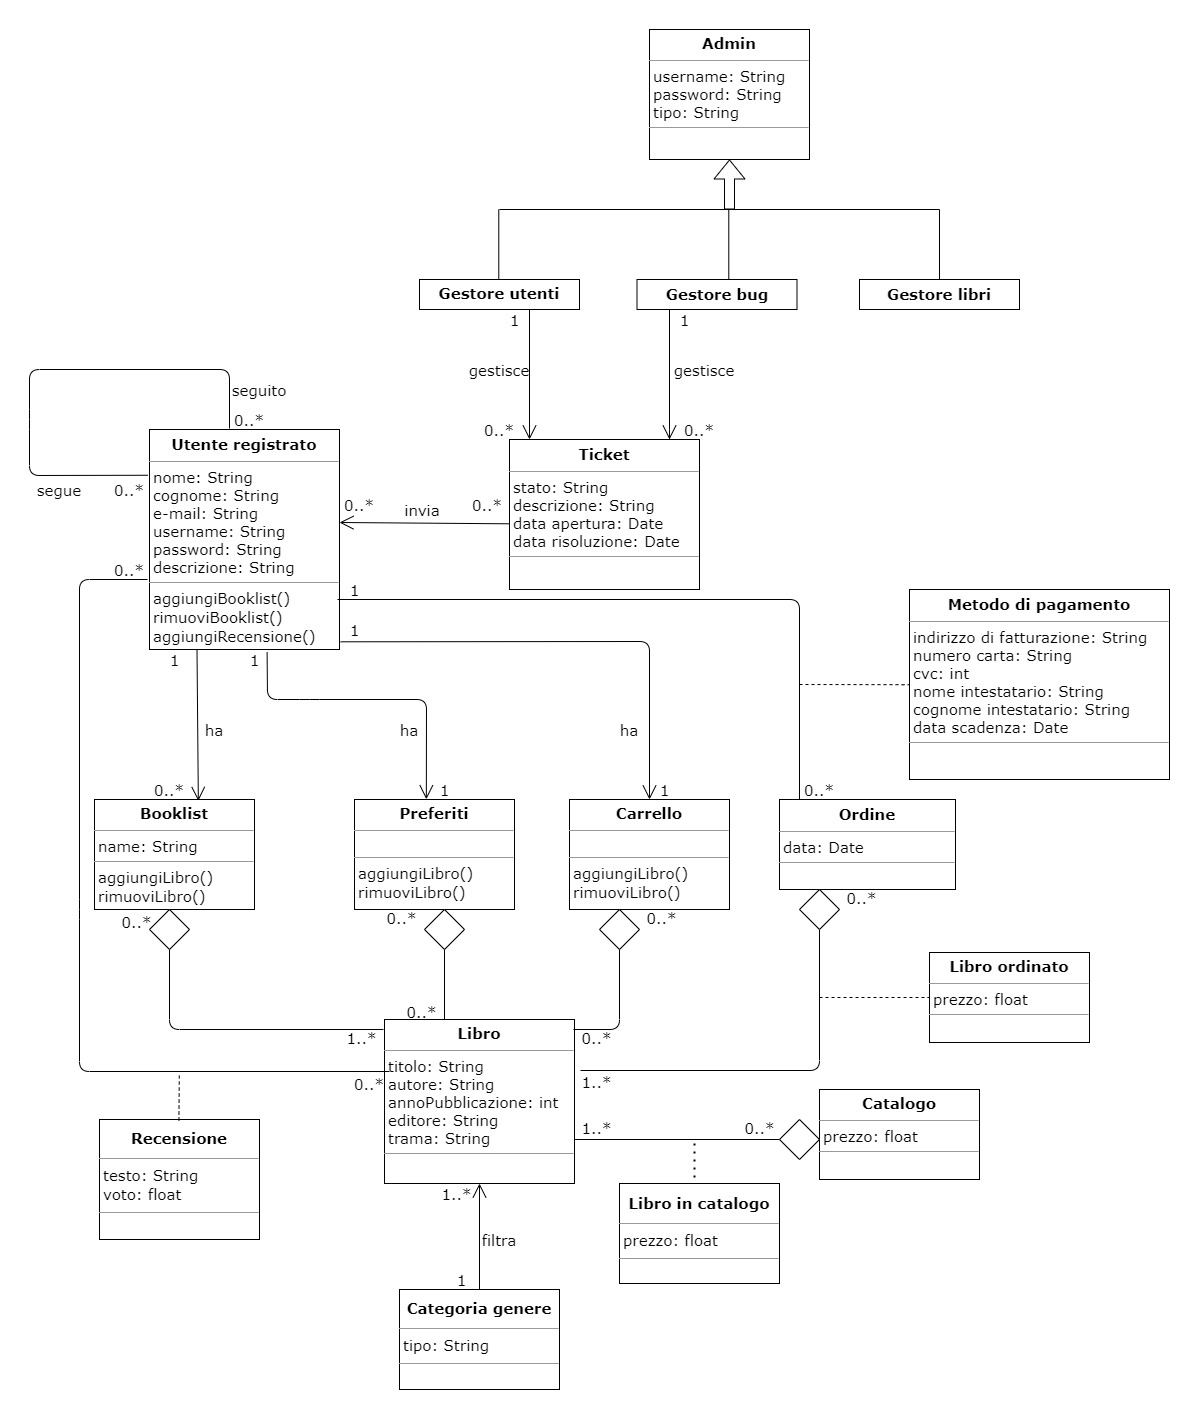 Admin
username: String
password: String
tipo: String
Gestore utenti
Gestore bug
Gestore libri
1
1
gestisce
gestisce
seguito
0..*
0..*
0..*
Utente registrato
nome: String
cognome: String
e-mail: String
username: String
password: String
descrizione: String
aggiungiBooklist()
rimuoviBooklist()
aggiungiRecensione()
segue
0..*
0..*
invia
0..*
Ticket
stato: String
descrizione: String
data apertura: Date
data risoluzione: Date
0..*
1
1
1
1
Metodo di pagamento
indirizzo di fatturazione: String
numero carta: String
cvc: int
nome intestatario: String
cognome intestatario: String
data scadenza: Date
ha
ha
ha
0..*
1
1
0..*
Booklist
name: String
aggiungiLibro()
rimuoviLibro()
Preferiti
aggiungiLibro()
rimuoviLibro()
Carrello
aggiungiLibro()
rimuoviLibro()
Ordine
data: Date
0..*
0..*
0..*
0..*
Libro ordinato
prezzo: float
0..*
1..*
0..*
1..*
0..*
Libro
titolo: String
autore: String
annoPubblicazione: int
editore: String
trama: String
1..*
0..*
Catalogo
prezzo: float
Recensione
testo: String
voto: float
Libro in catalogo
prezzo: float
1..*
filtra
1
Categoria genere
tipo: String